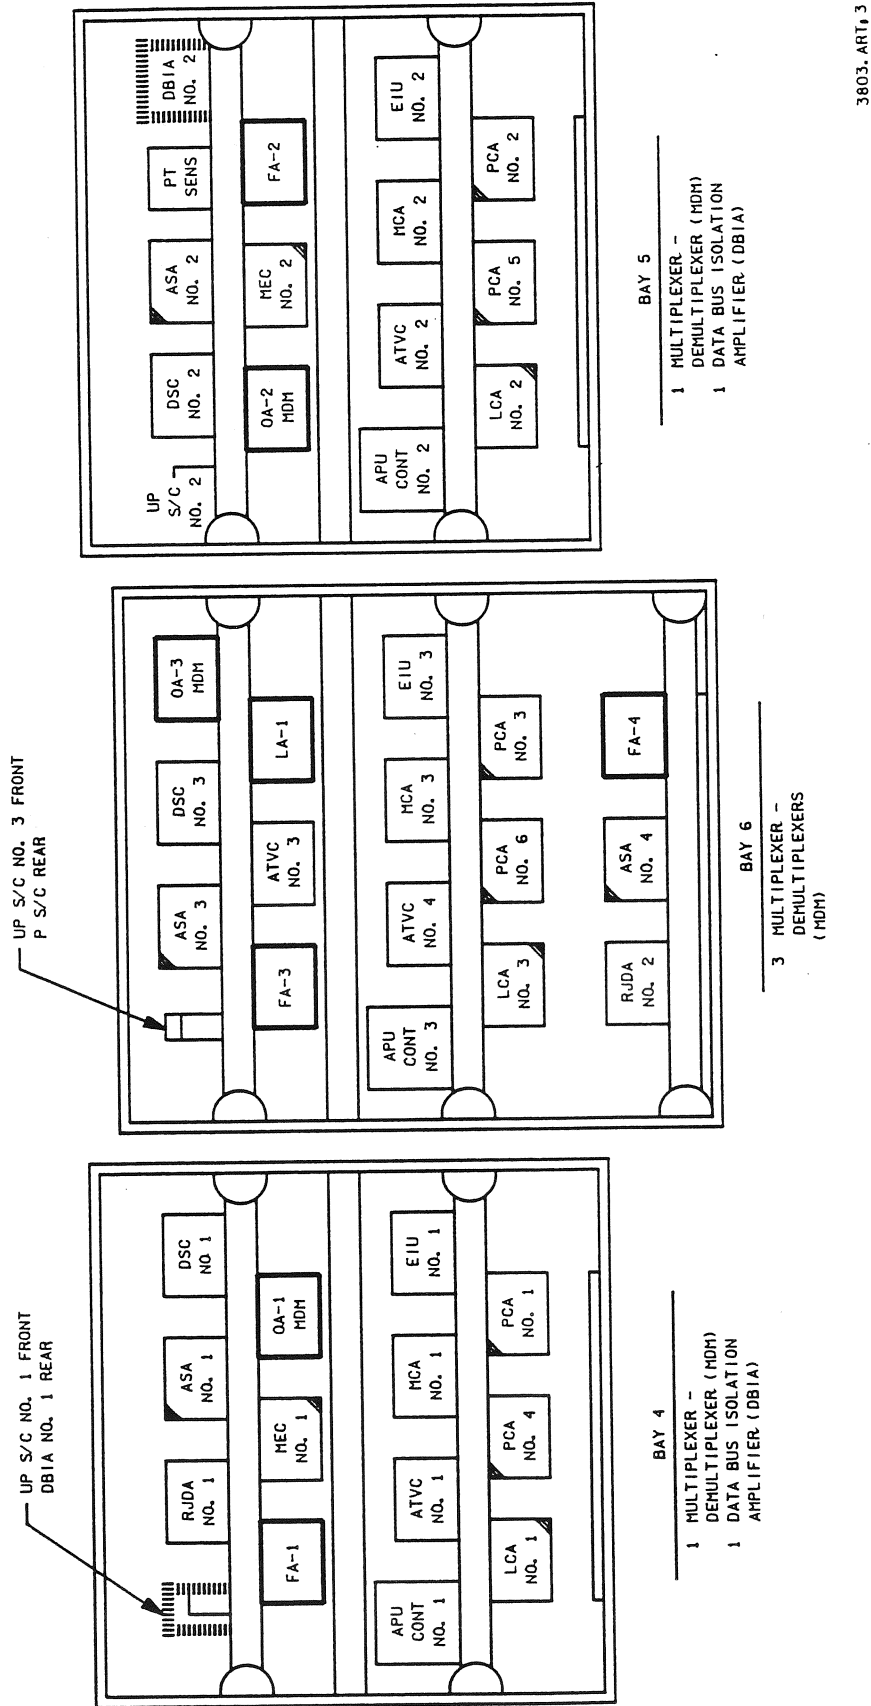 UP S/C NO. 1 FRONT
DBIA NO. 1 REAR
RJDA
NO. 1
ASA
NO. 1
DSC
NO 1
FA-1
MEC
NO. 1
OA-1
MDM
APU
CONT
NO. 1
ATVC
NO. 1
MCA
NO. 1
EIU
NO. 1
LCA
NO. 1
PCA
NO. 4
PCA
NO. 1
BAY 4
1 MULTIPLEXER -
DEMULTIPLEXER (MDM)
1 DATA BUS ISOLATION
AMPLIFIER (DBIA)
UP S/C NO. 3 FRONT
P S/C REAR
ASA
NO. 3
DSC
NO. 3
OA-3
MDM
FA-3
ATVC
NO. 3
LA-1
APU
CONT
NO. 3
ATVC
NO. 4
MCA
NO. 3
EIU
NO. 3
LCA
NO. 3
PCA
NO. 6
PCA
NO. 3
RJDA
NO. 2
ASA
NO. 4
FA-4
BAY 6
3 MULTIPLEXER -
DEMULTIPLEXERS
(MDM)
UP
S/C
NO. 2
DSC
NO. 2
ASA
NO. 2
PT
SENS
DBIA
NO. 2
OA-2
MDM
MEC
NO. 2
FA-2
APU
CONT
NO. 2
ATVC
NO. 2
MCA
NO. 2
EIU
NO. 2
LCA
NO. 2
PCA
NO. 5
PCA
NO. 2
BAY 5
1 MULTIPLEXER -
DEMULTIPLEXER (MDM)
1 DATA BUS ISOLATION
AMPLIFIER (DBIA)
3803. ART; 3